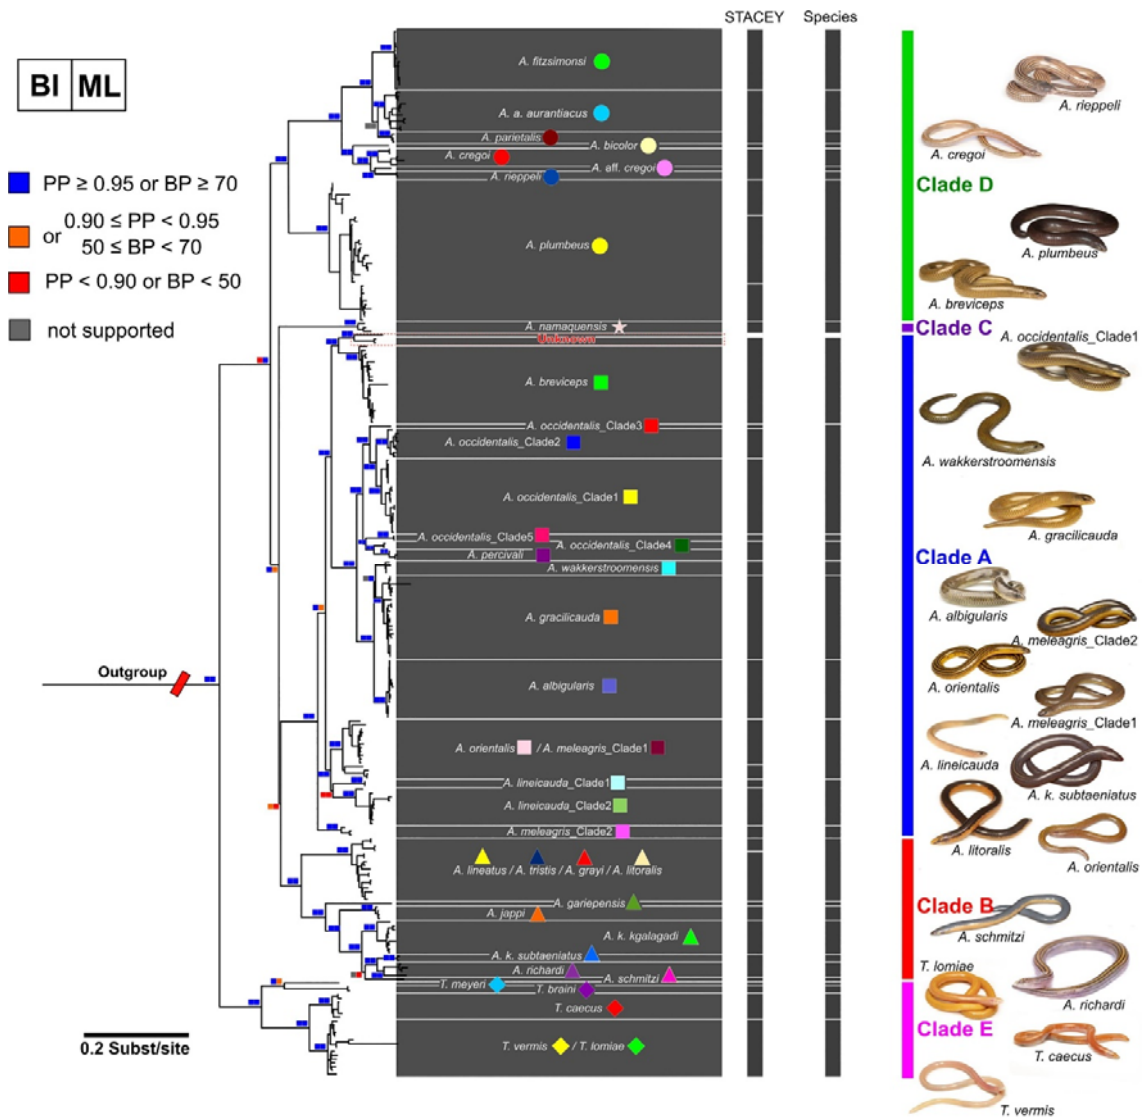 STACEY Species
BI ML
PP ≥ 0.95 or BP ≥ 70
or 0.90 ≤ PP < 0.95
50 ≤ BP < 70
PP < 0.90 or BP < 50
not supported
Outgroup
0.2 Subst/site
A. fitzsimonsi
A. a. aurantiacus
A. parietalis
A. bicolor
A. cregoi
A. aff. cregoi
A. rieppeli
A. plumbeus
A. namaquensis
Unknown
A. breviceps
A. occidentalis_Clade3
A. occidentalis_Clade2
A. occidentalis_Clade1
A. occidentalis_Clade5
A. occidentalis_Clade4
A. percivali
A. wakkerstroomensis
A. gracilicauda
A. albigularis
A. orientalis / A. meleagris_Clade1
A. lineicauda_Clade1
A. lineicauda_Clade2
A. meleagris_Clade2
A. lineatus / A. tristis / A. grayi / A. litoralis
A. gariepensis
A. jappi
A. k. kgalagadi
A. k. subtaeniatus
A. richardi
A. schmitzi
T. meyeri
T. braini
T. caecus
T. vermis / T. lomiae
A. rieppeli
A. cregoi
Clade D
A. plumbeus
A. breviceps
Clade C
A. occidentalis_Clade1
A. wakkerstroomensis
A. gracilicauda
Clade A
A. albigularis
A. meleagris_Clade2
A. orientalis
A. meleagris_Clade1
A. lineicauda
A. k. subtaeniatus
A. litoralis
A. orientalis
Clade B
A. schmitzi
T. lomiae
A. richardi
Clade E
T. caecus
T. vermis